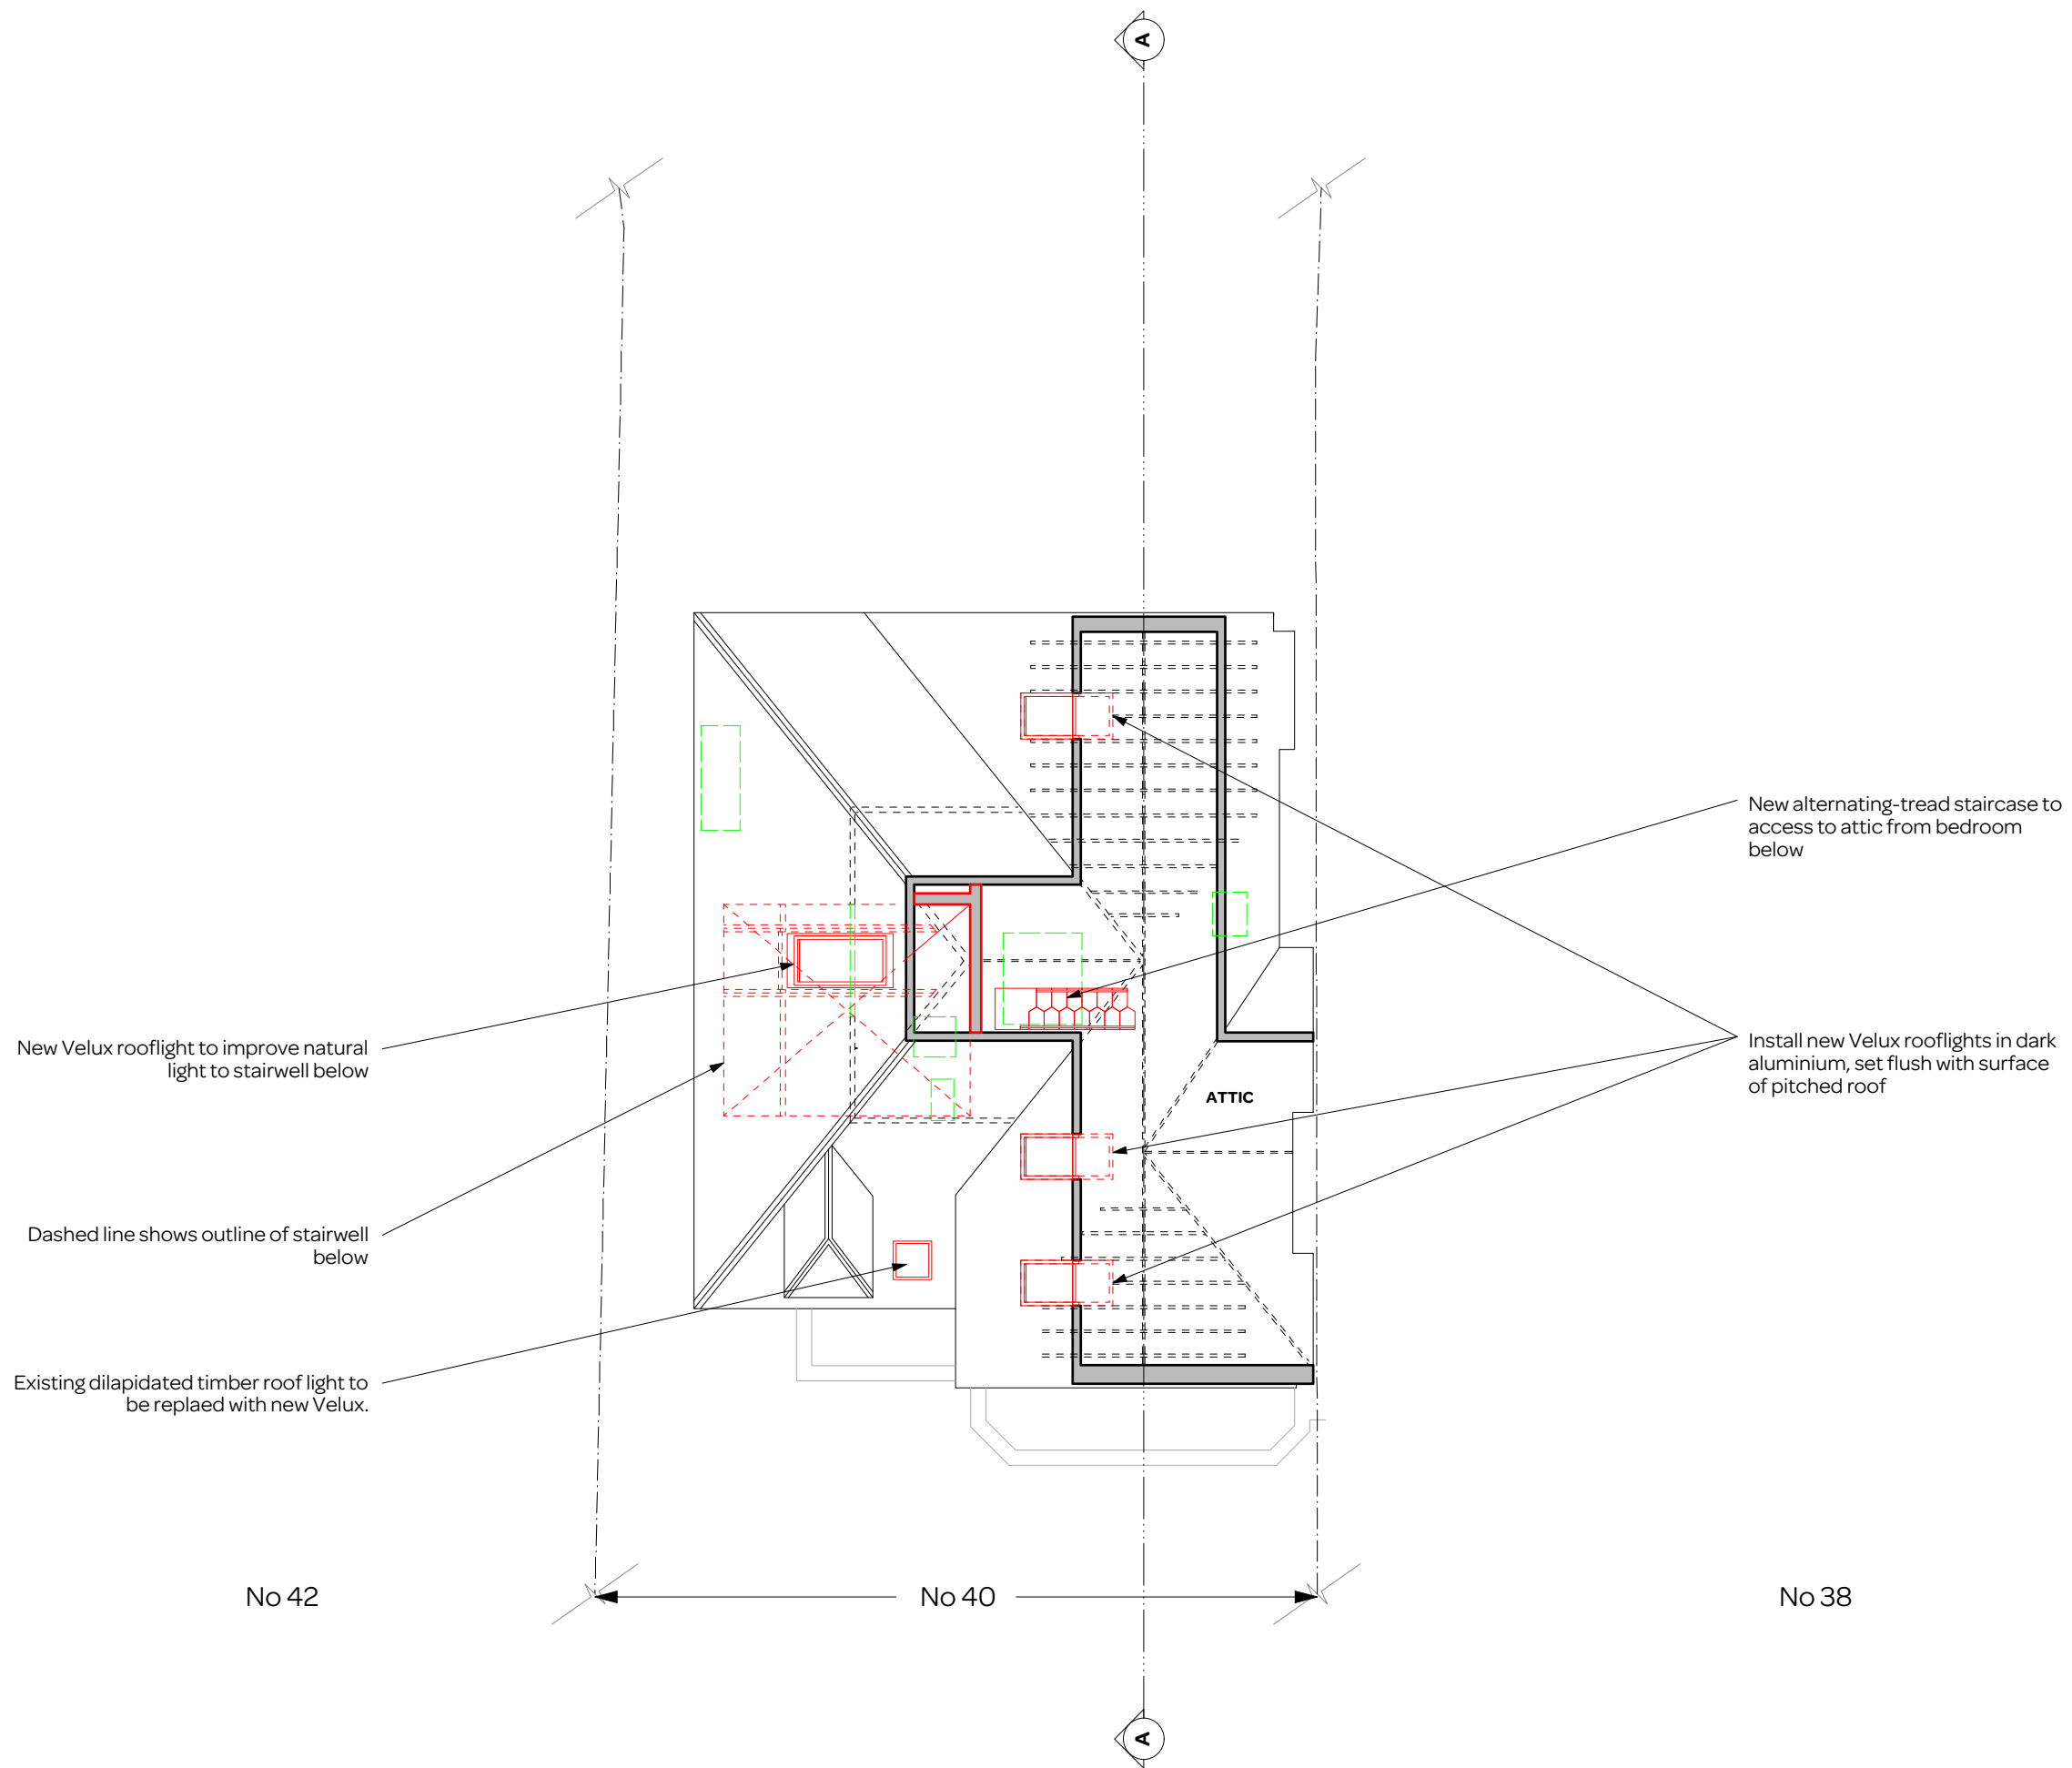 A
New alternating-tread staircase to
access to attic from bedroom
below
New Velux rooflight to improve natural
light to stairwell below
Install new Velux rooflights in dark
aluminium, set flush with surface
of pitched roof
ATTIC
Dashed line shows outline of stairwell
below
Existing dilapidated timber roof light to
be replaed with new Velux.
No 42
No 40
No 38
A